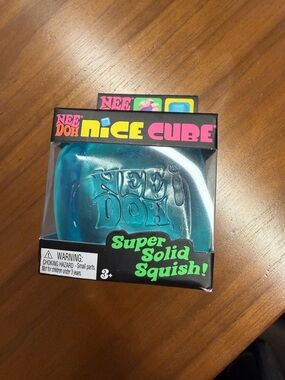 NEE
NEE DOH NICE CUBE
NEE
DOH
Super
Solid
Squish!
WARNING:
CHOKING HAZARD - Small parts
Not for children under 3 years
3+